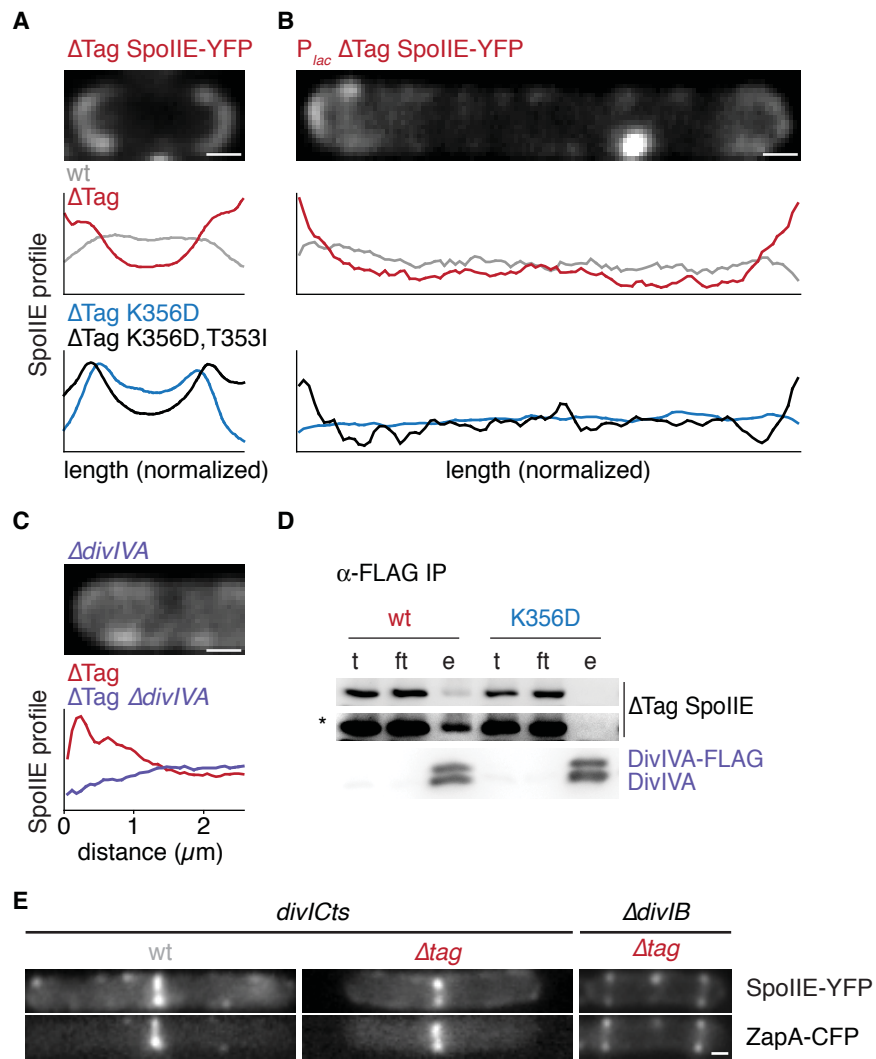 A
ΔTag SpoIIE-YFP
wt
ΔTag
ΔTag K356D
ΔTag K356D,T353I
SpoIIE profile
length (normalized)
B
Plac ΔTag SpoIIE-YFP
length (normalized)
C
ΔdivIVA
ΔTag
ΔTag ΔdivIVA
SpoIIE profile
0 1 2
distance (µm)
D
α-FLAG IP
wt K356D
t ft e t ft e
ΔTag SpoIIE
*
DivIVA-FLAG
DivIVA
E
divICts ΔdivIB
wt Δtag Δtag
SpoIIE-YFP
ZapA-CFP